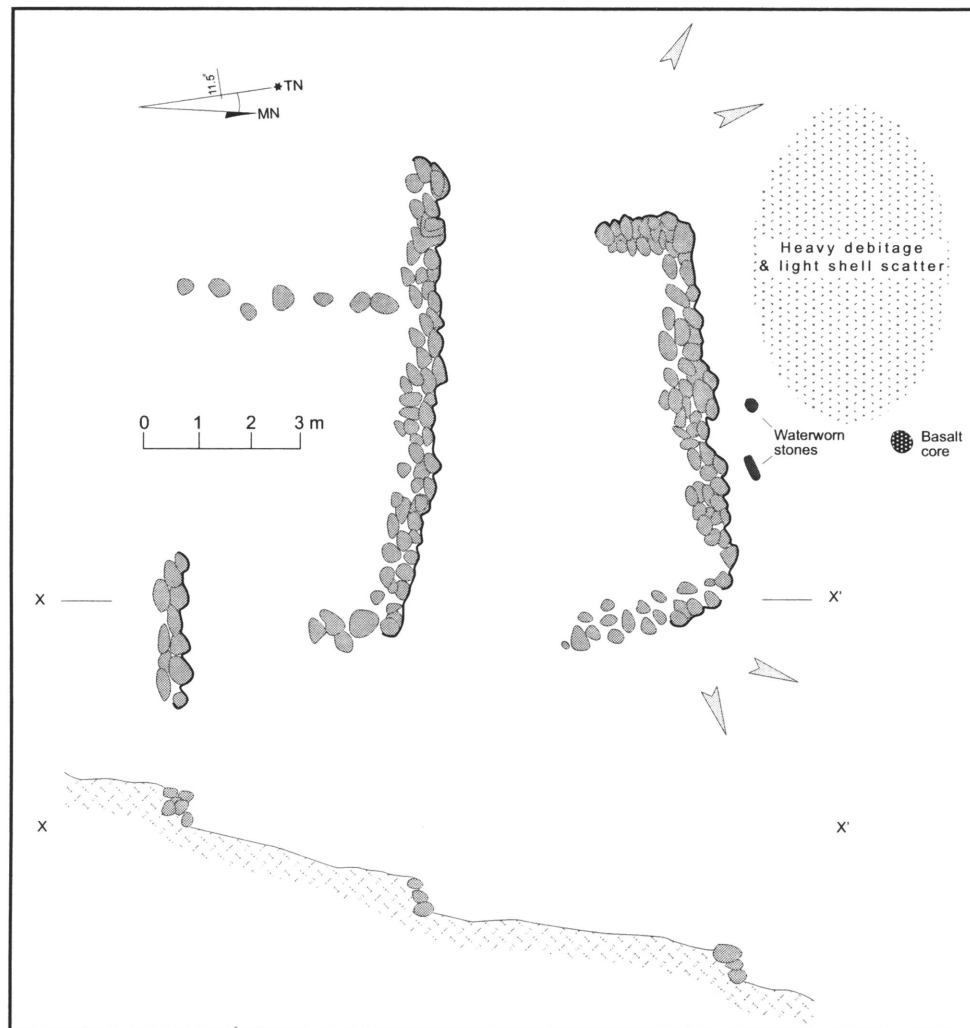 11.5°
TN
MN
Heavy debitage
& light shell scatter
0 1 2 3 m
Waterworn
stones
Basalt
core
X X'
X X'